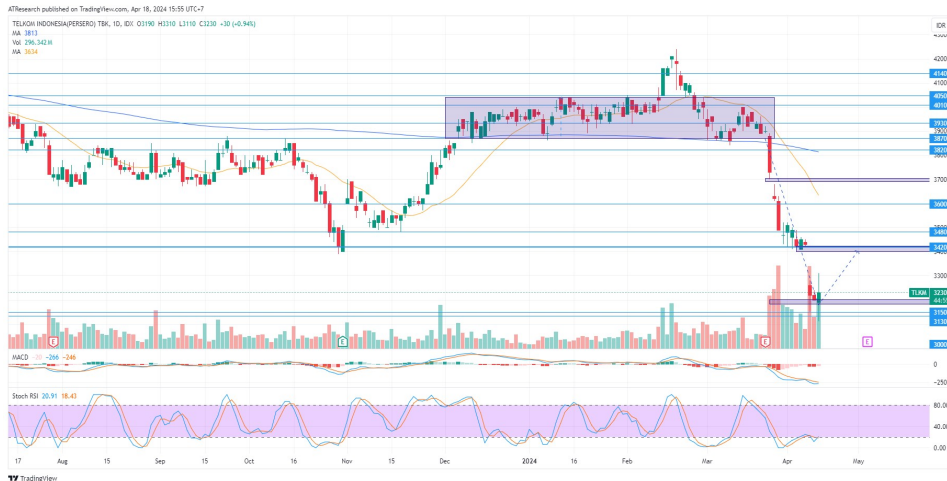 ATResearch published on TradingView.com, Apr 18, 2024 15:55 UTC+7
TELKOM INDONESIA(PERSERO) TBK, 1D, IDX O3190 H3310 L3110 C3230 +30 (+0.94%)
IDR
MA 3813
Vol 296.342M
MA 3634
4300
4200
4140
4100
4050
4010
3930
3900
3870
3820
3800
3700
3600
3480
3420
3400
3300
TLKM 3230
44:55
3150
3130
3000
E E E E
MACD -266 -246
0
-250
Stoch RSI 20.91 18.43
80.00
40.00
0.00
17 Aug 15 Sep 15 Oct 16 Nov 15 Dec 2024 16 Feb Mar Apr May
TradingView